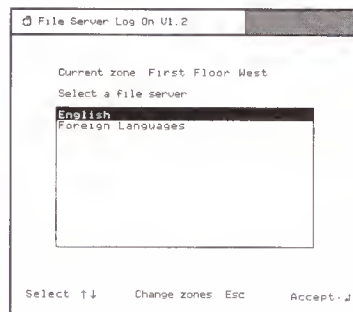 File Server Log On V1.2
Current zone First Floor West
Select a file server
English
Foreign Languages
Select ↑↓ Change zones Esc Accept:↲